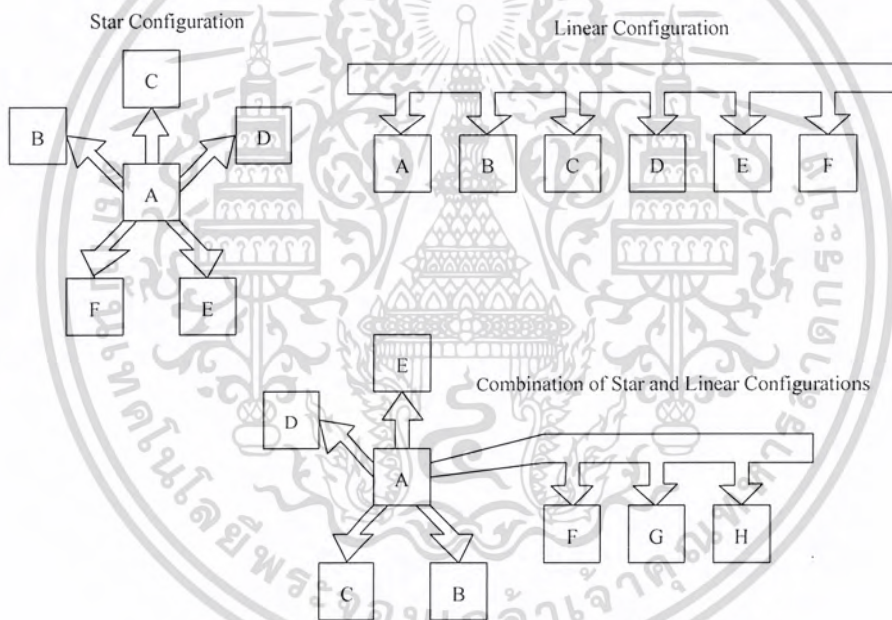 Star Configuration
Linear Configuration
C
B
D
A
F
E
A
B
C
D
E
F
Combination of Star and Linear Configurations
E
D
A
C
B
F
G
H